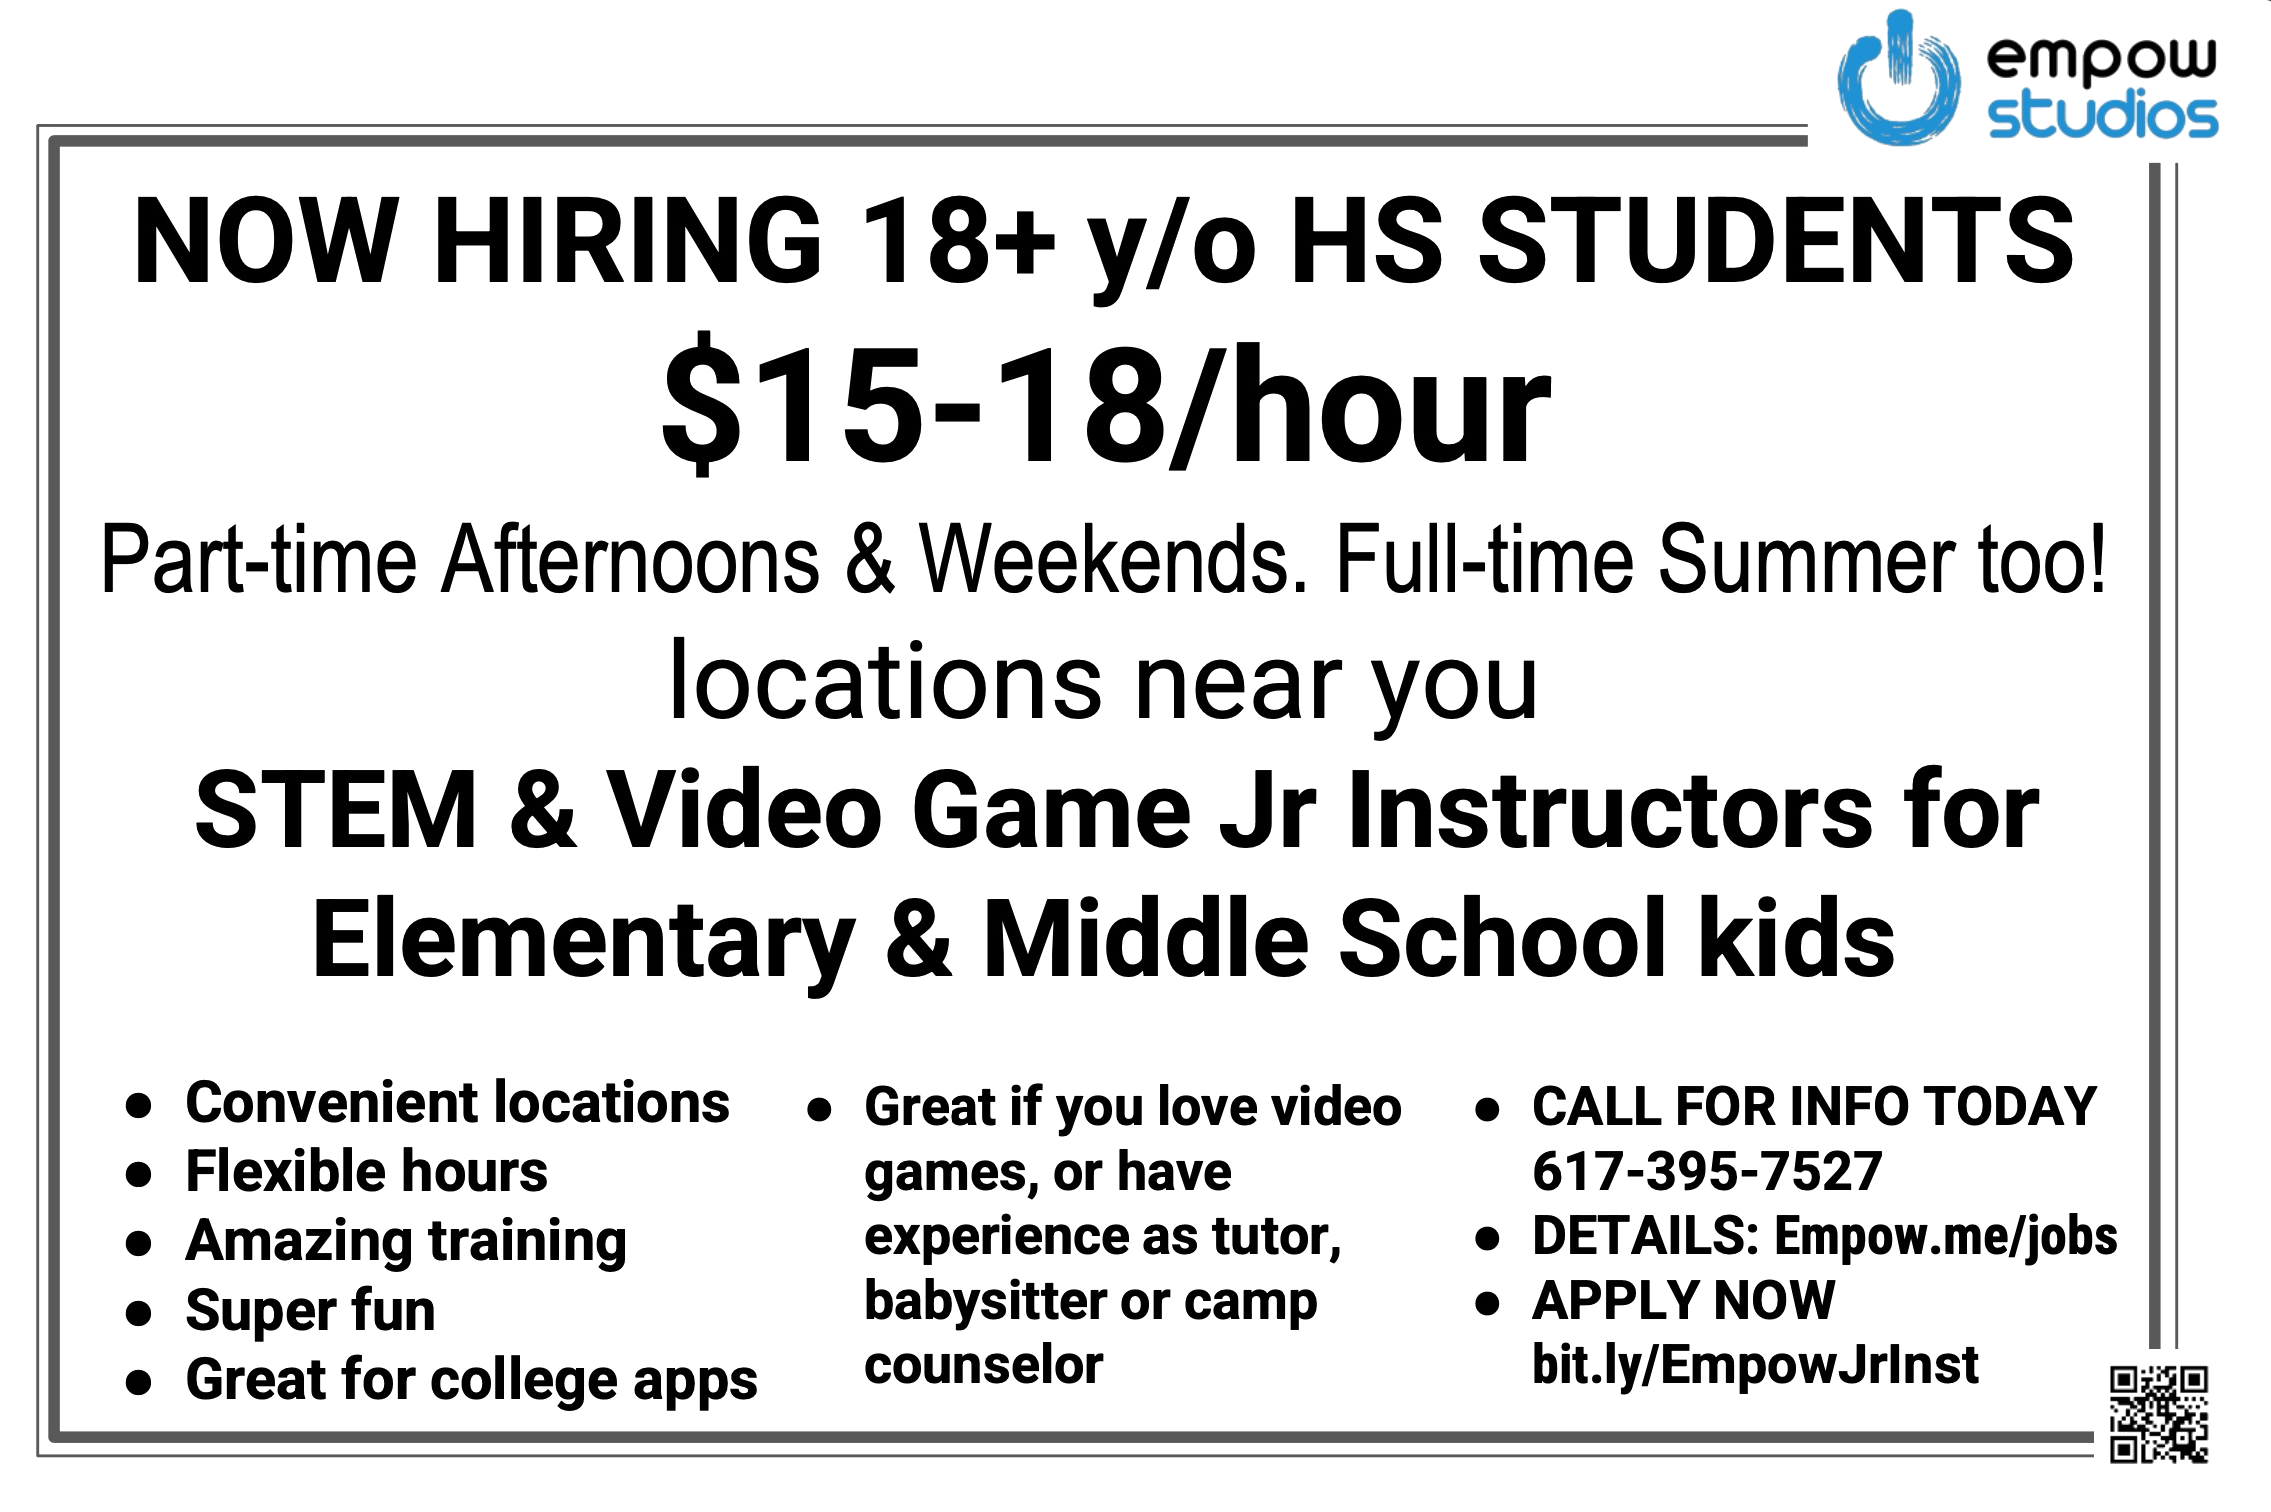 empow
studios
NOW HIRING 18+ y/o HS STUDENTS
$15-18/hour
Part-time Afternoons & Weekends. Full-time Summer too!
locations near you
STEM & Video Game Jr Instructors for
Elementary & Middle School kids
● Convenient locations
● Flexible hours
● Amazing training
● Super fun
● Great for college apps
● Great if you love video
games, or have
experience as tutor,
babysitter or camp
counselor
● CALL FOR INFO TODAY
617-395-7527
● DETAILS: Empow.me/jobs
● APPLY NOW
bit.ly/EmpowJrInst